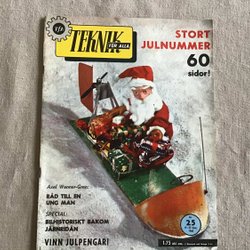 tfa
TEKNIK
FÖR ALLA
STORT
JULNUMMER
60
sidor!
Axel Wenner-Gren:
RÅD TILL EN
UNG MAN
SPECIAL:
BILHISTORISKT BAKOM
JÄRNRIDÅN
VINN JULPENGAR!
25